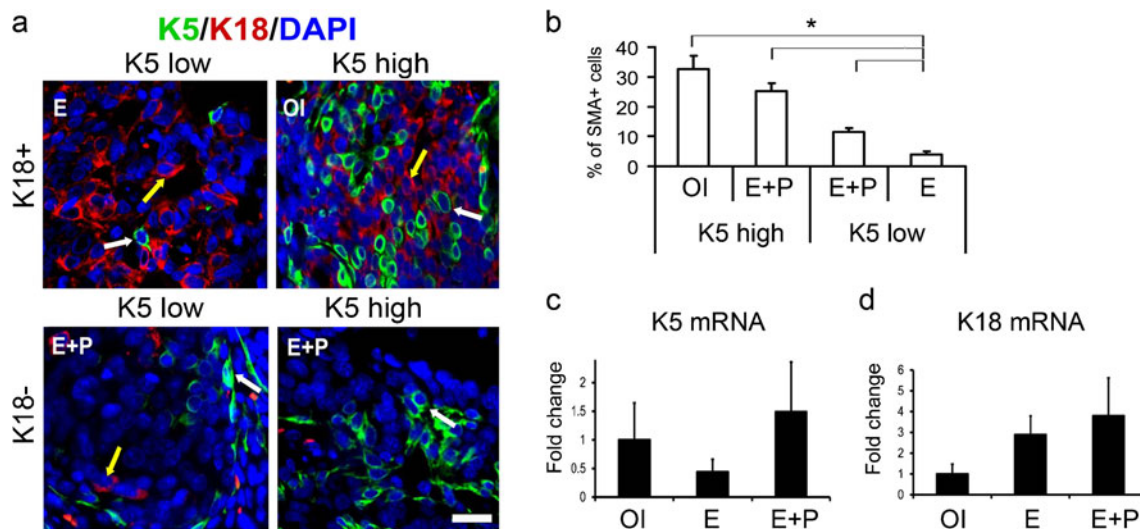 a
K5/K18/DAPI
K5 low K5 high
K18+
E
OI
K5 low K5 high
K18-
E+P
E+P
b
*
% of SMA+ cells
40
30
20
10
0
OI E+P E+P E
K5 high K5 low
c
K5 mRNA
Fold change
2
1.5
1
0.5
0
OI E E+P
d
K18 mRNA
Fold change
6
5
4
3
2
1
0
OI E E+P